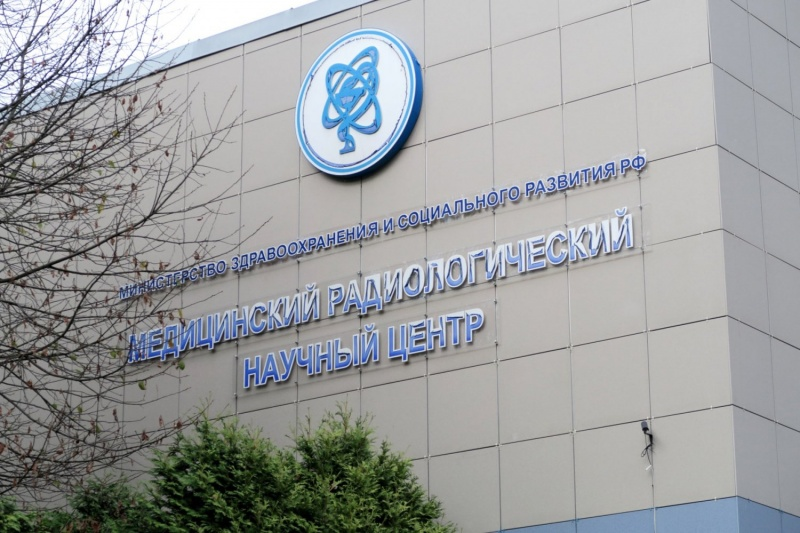 МИНИСТЕРСТВО ЗДРАВООХРАНЕНИЯ И СОЦИАЛЬНОГО РАЗВИТИЯ РФ
МЕДИЦИНСКИЙ РАДИОЛОГИЧЕСКИЙ
НАУЧНЫЙ ЦЕНТР